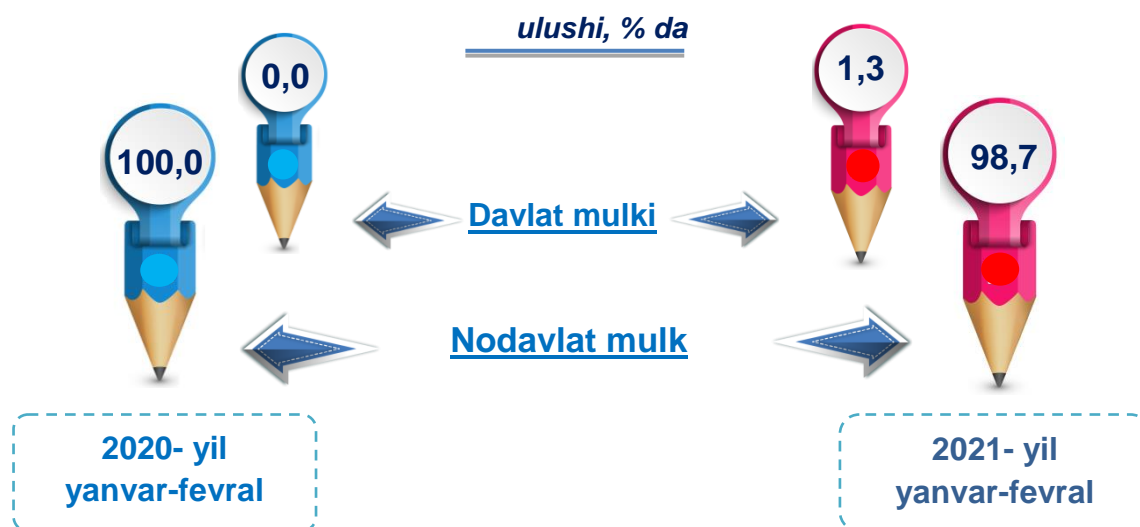 ulushi, % da
0,0
1,3
100,0
98,7
Davlat mulki
Nodavlat mulk
2020- yil
yanvar-fevral
2021- yil
yanvar-fevral